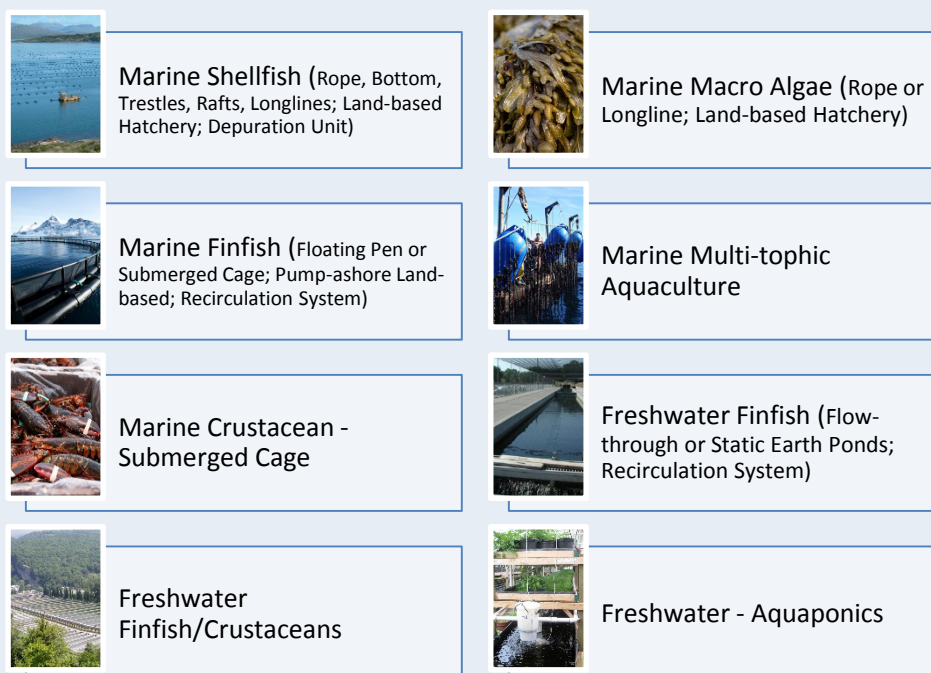 Marine Shellfish (Rope, Bottom,
Trestles, Rafts, Longlines; Land-based
Hatchery; Depuration Unit)
Marine Macro Algae (Rope or
Longline; Land-based Hatchery)
Marine Finfish (Floating Pen or
Submerged Cage; Pump-ashore Land-
based; Recirculation System)
Marine Multi-tophic
Aquaculture
Marine Crustacean -
Submerged Cage
Freshwater Finfish (Flow-
through or Static Earth Ponds;
Recirculation System)
Freshwater
Finfish/Crustaceans
Freshwater - Aquaponics